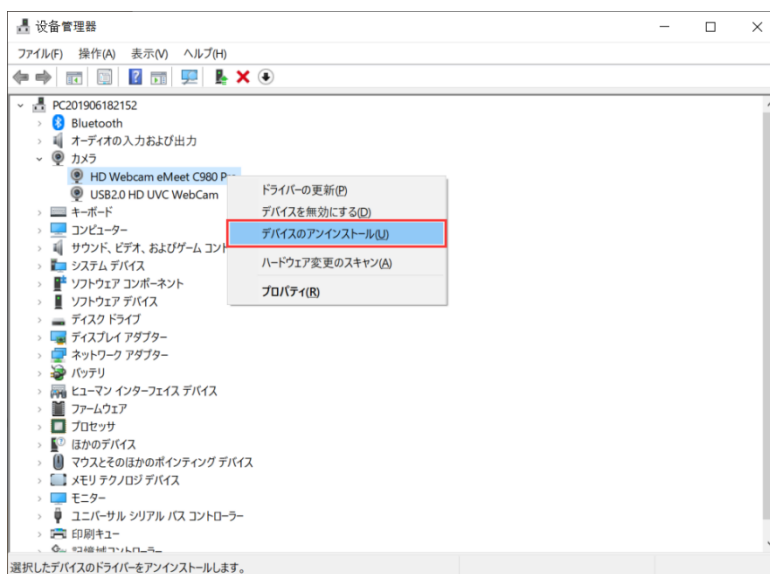 设备管理器
ファイル(F) 操作(A) 表示(V) ヘルプ(H)
PC201906182152
Bluetooth
オーディオの入力および出力
カメラ
HD Webcam eMeet C980 Pro
USB2.0 HD UVC WebCam
キーボード
コンピューター
サウンド、ビデオ、およびゲーム コント
システム デバイス
ソフトウェア コンポーネント
ソフトウェア デバイス
ディスク ドライブ
ディスプレイ アダプター
ネットワーク アダプター
バッテリ
ヒューマン インターフェイス デバイス
ファームウェア
プロセッサ
ほかのデバイス
マウスとそのほかのポインティング デバイス
メモリ テクノロジ デバイス
モニター
ユニバーサル シリアル バス コントローラー
印刷キュー
記憶域コントローラー
ドライバーの更新(P)
デバイスを無効にする(D)
デバイスのアンインストール(U)
ハードウェア変更のスキャン(A)
プロパティ(R)
選択したデバイスのドライバーをアンインストールします。